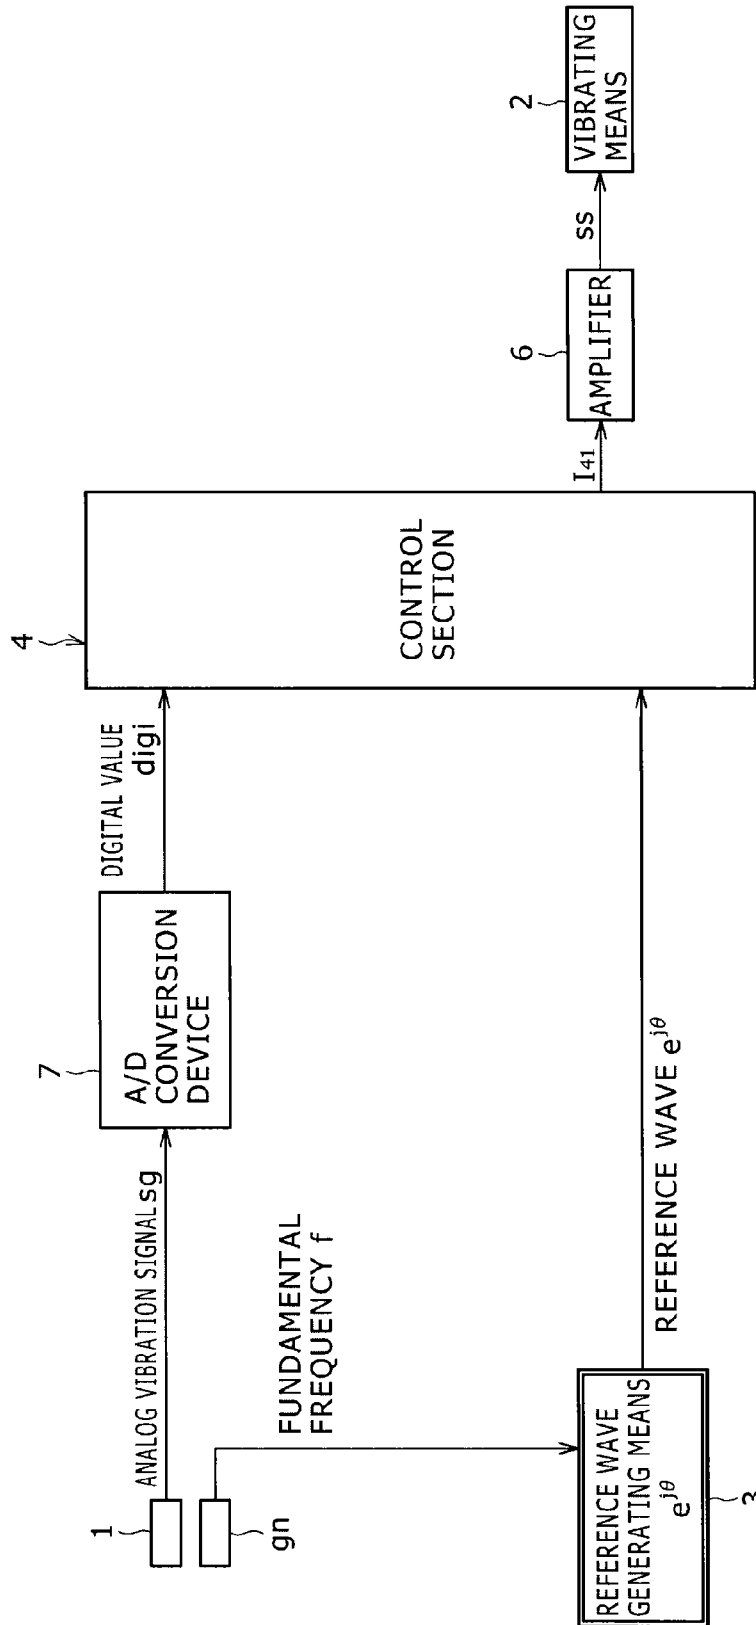 1
ANALOG VIBRATION SIGNAL sg
7
A/D
CONVERSION
DEVICE
DIGITAL VALUE
digi
4
CONTROL
SECTION
gn
FUNDAMENTAL
FREQUENCY f
REFERENCE WAVE
GENERATING MEANS
e^{jθ}
3
REFERENCE WAVE e^{jθ}
I41
6
AMPLIFIER
ss
2
VIBRATING
MEANS